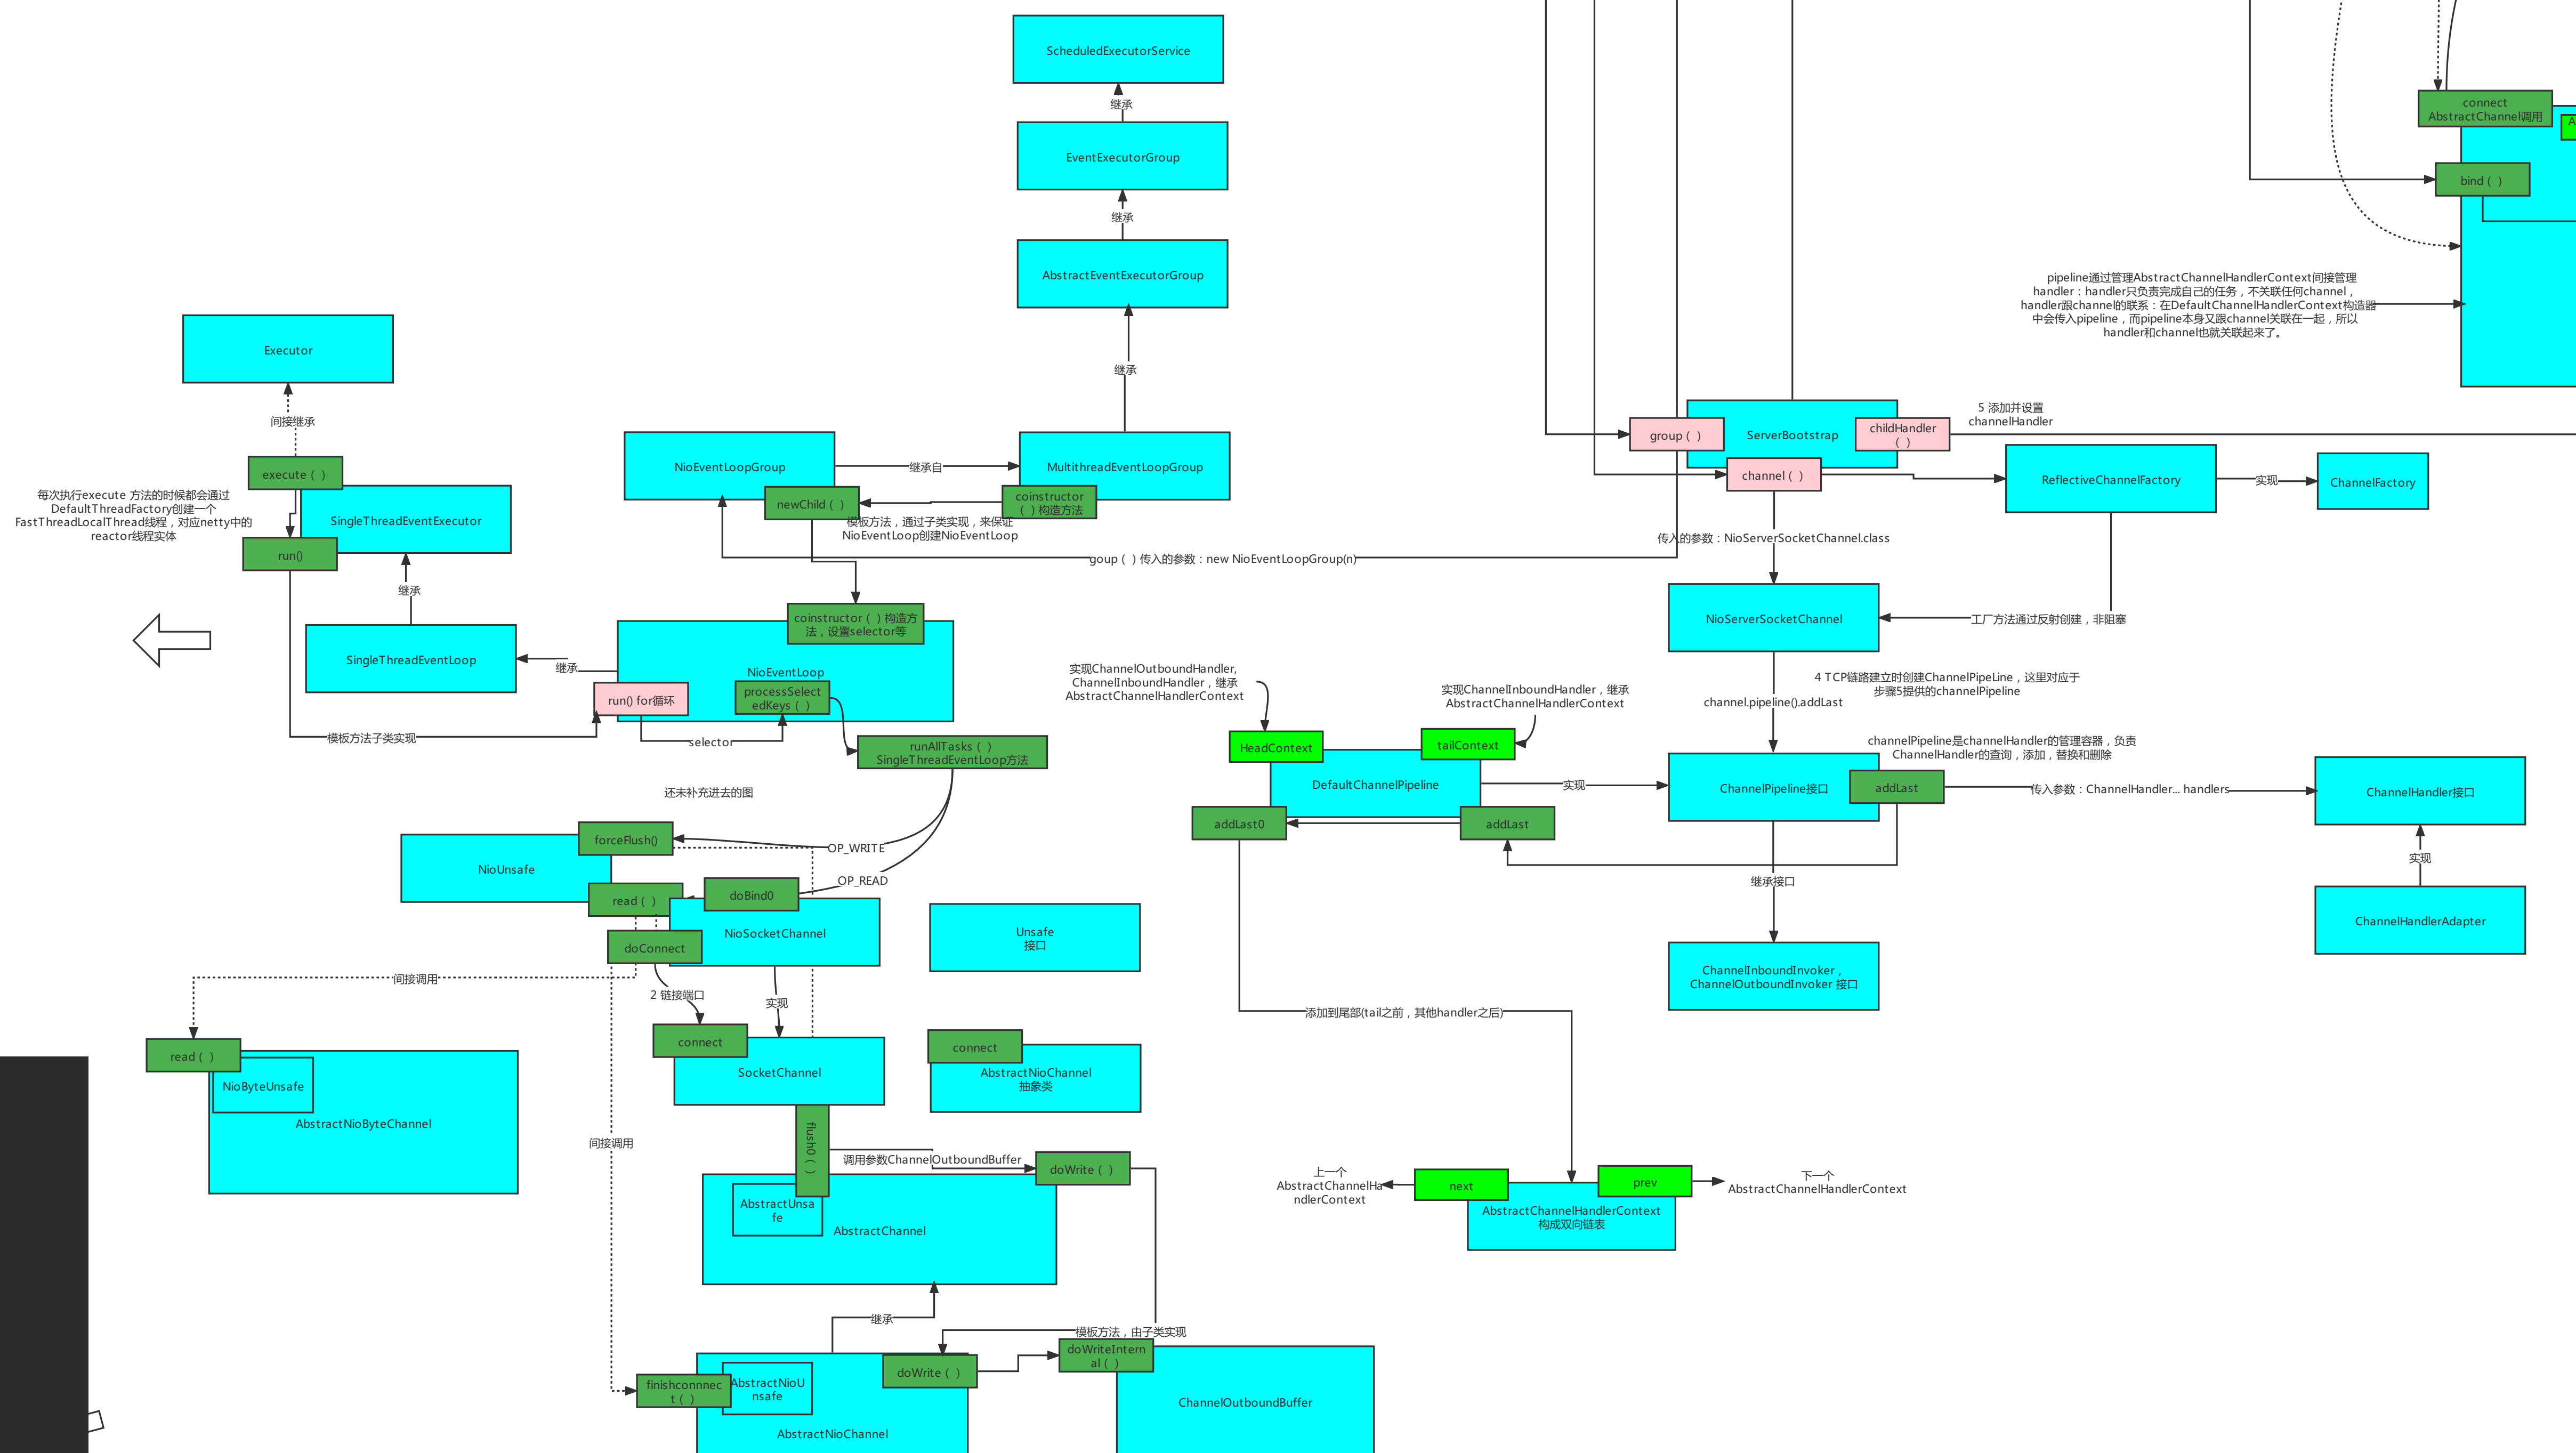 ScheduledExecutorService
继承
EventExecutorGroup
继承
AbstractEventExecutorGroup
继承
Executor
间接继承
execute（ ）
每次执行execute 方法的时候都会通过
DefaultThreadFactory创建一个
FastThreadLocalThread线程，对应netty中的
reactor线程实体
SingleThreadEventExecutor
run()
继承
SingleThreadEventLoop
继承
模板方法子类实现
NioEventLoopGroup
继承自
MultithreadEventLoopGroup
newChild（ ）
coinstructor
（ ）构造方法
模板方法，通过子类实现，来保证
NioEventLoop创建NioEventLoop
goup（ ）传入的参数：new NioEventLoopGroup(n)
coinstructor（ ）构造方
法，设置selector等
NioEventLoop
run() for循环
processSelect
edKeys（ ）
selector
runAllTasks（ ）
SingleThreadEventLoop方法
还未补充进去的图
forceFlush()
OP_WRITE
NioUnsafe
OP_READ
read（ ）
doBind0
NioSocketChannel
doConnect
间接调用
2 链接端口
实现
Unsafe
接口
connect
SocketChannel
connect
AbstractNioChannel
抽象类
read（ ）
NioByteUnsafe
AbstractNioByteChannel
间接调用
flush0（ ）
调用参数ChannelOutboundBuffer
doWrite（ ）
AbstractUnsa
fe
AbstractChannel
继承
模板方法，由子类实现
doWrite（ ）
doWriteIntern
al（ ）
finishconnnec
t（ ）
AbstractNioU
nsafe
AbstractNioChannel
ChannelOutboundBuffer
connect
AbstractChannel调用
A
bind（ ）
pipeline通过管理AbstractChannelHandlerContext间接管理
handler：handler只负责完成自己的任务，不关联任何channel，
handler跟channel的联系：在DefaultChannelHandlerContext构造器
中会传入pipeline，而pipeline本身又跟channel关联在一起，所以
handler和channel也就关联起来了。
group（ ）
ServerBootstrap
childHandler
（ ）
5 添加并设置
channelHandler
channel（ ）
ReflectiveChannelFactory
实现
ChannelFactory
传入的参数：NioServerSocketChannel.class
NioServerSocketChannel
工厂方法通过反射创建，非阻塞
实现ChannelOutboundHandler,
ChannelInboundHandler，继承
AbstractChannelHandlerContext
实现ChannelInboundHandler，继承
AbstractChannelHandlerContext
channel.pipeline().addLast
4 TCP链路建立时创建ChannelPipeLine，这里对应于
步骤5提供的channelPipeline
HeadContext
tailContext
DefaultChannelPipeline
实现
ChannelPipeline接口
channelPipeline是channelHandler的管理容器，负责
ChannelHandler的查询，添加，替换和删除
addLast
传入参数：ChannelHandler... handlers
ChannelHandler接口
addLast0
addLast
实现
ChannelHandlerAdapter
继承接口
ChannelInboundInvoker，
ChannelOutboundInvoker 接口
添加到尾部(tail之前，其他handler之后)
上一个
AbstractChannelHa
ndlerContext
next
prev
下一个
AbstractChannelHandlerContext
AbstractChannelHandlerContext
构成双向链表